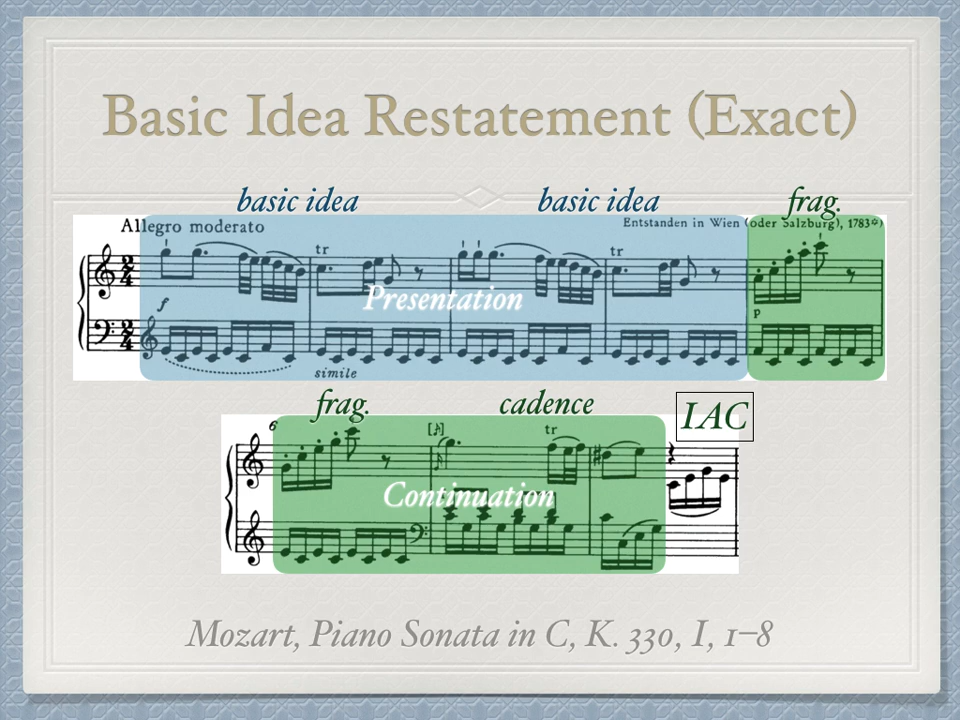 Basic Idea Restatement (Exact)
basic idea basic idea frag.
Allegro moderato Entstanden in Wien (oder Salzburg), 1783
tr tr
Presentation
f p
simile
frag. cadence IAC
6 tr
Continuation
Mozart, Piano Sonata in C, K. 330, I, 1–8